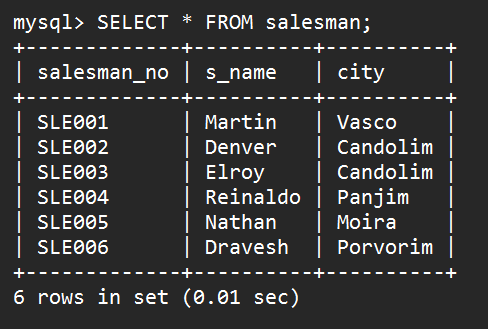 mysql> SELECT * FROM salesman;
+-------------+----------+----------+
| salesman_no | s_name   | city     |
+-------------+----------+----------+
| SLE001      | Martin   | Vasco    |
| SLE002      | Denver   | Candolim |
| SLE003      | Elroy    | Candolim |
| SLE004      | Reinaldo | Panjim   |
| SLE005      | Nathan   | Moira    |
| SLE006      | Dravesh  | Porvorim |
+-------------+----------+----------+
6 rows in set (0.01 sec)